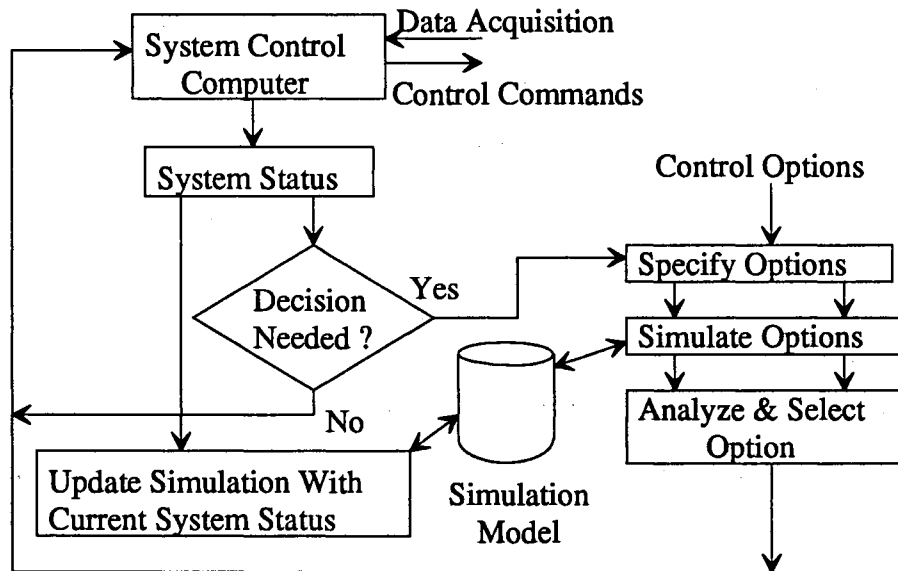 Data Acquisition
System Control
Computer
Control Commands
System Status
Control Options
Decision
Needed ?
Yes
Specify Options
Simulate Options
No
Analyze & Select
Option
Update Simulation With
Current System Status
Simulation
Model